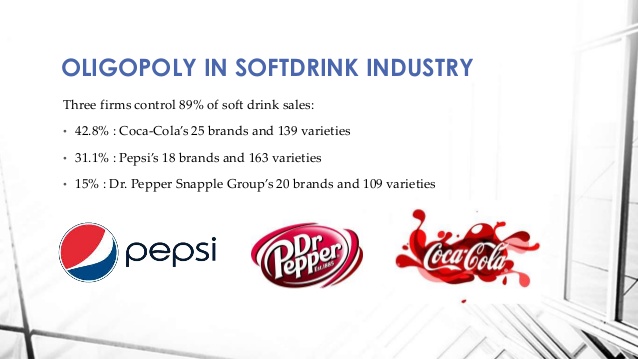 OLIGOPOLY IN SOFTDRINK INDUSTRY
Three firms control 89% of soft drink sales:
• 42.8% : Coca-Cola's 25 brands and 139 varieties
• 31.1% : Pepsi's 18 brands and 163 varieties
• 15% : Dr. Pepper Snapple Group's 20 brands and 109 varieties
pepsi
Dr
Pepper
EST. 1885
Coca-Cola